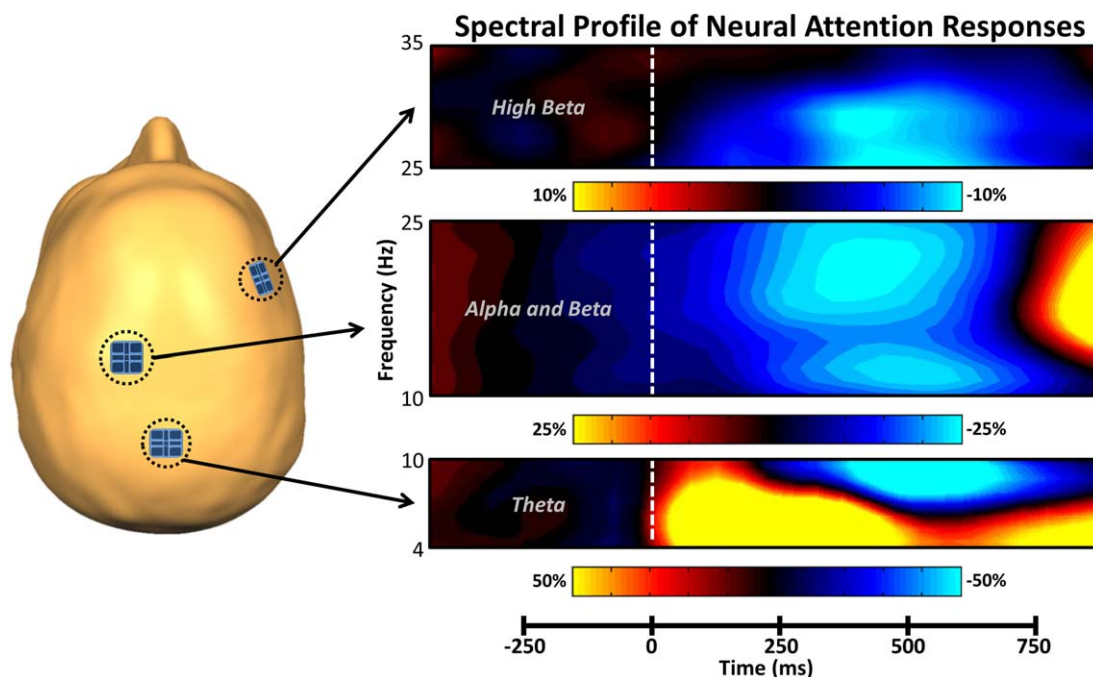 Spectral Profile of Neural Attention Responses
35
High Beta
25
10% -10%
25
Frequency (Hz)
Alpha and Beta
10
25% -25%
10
Theta
4
50% -50%
-250 0 250 500 750
Time (ms)